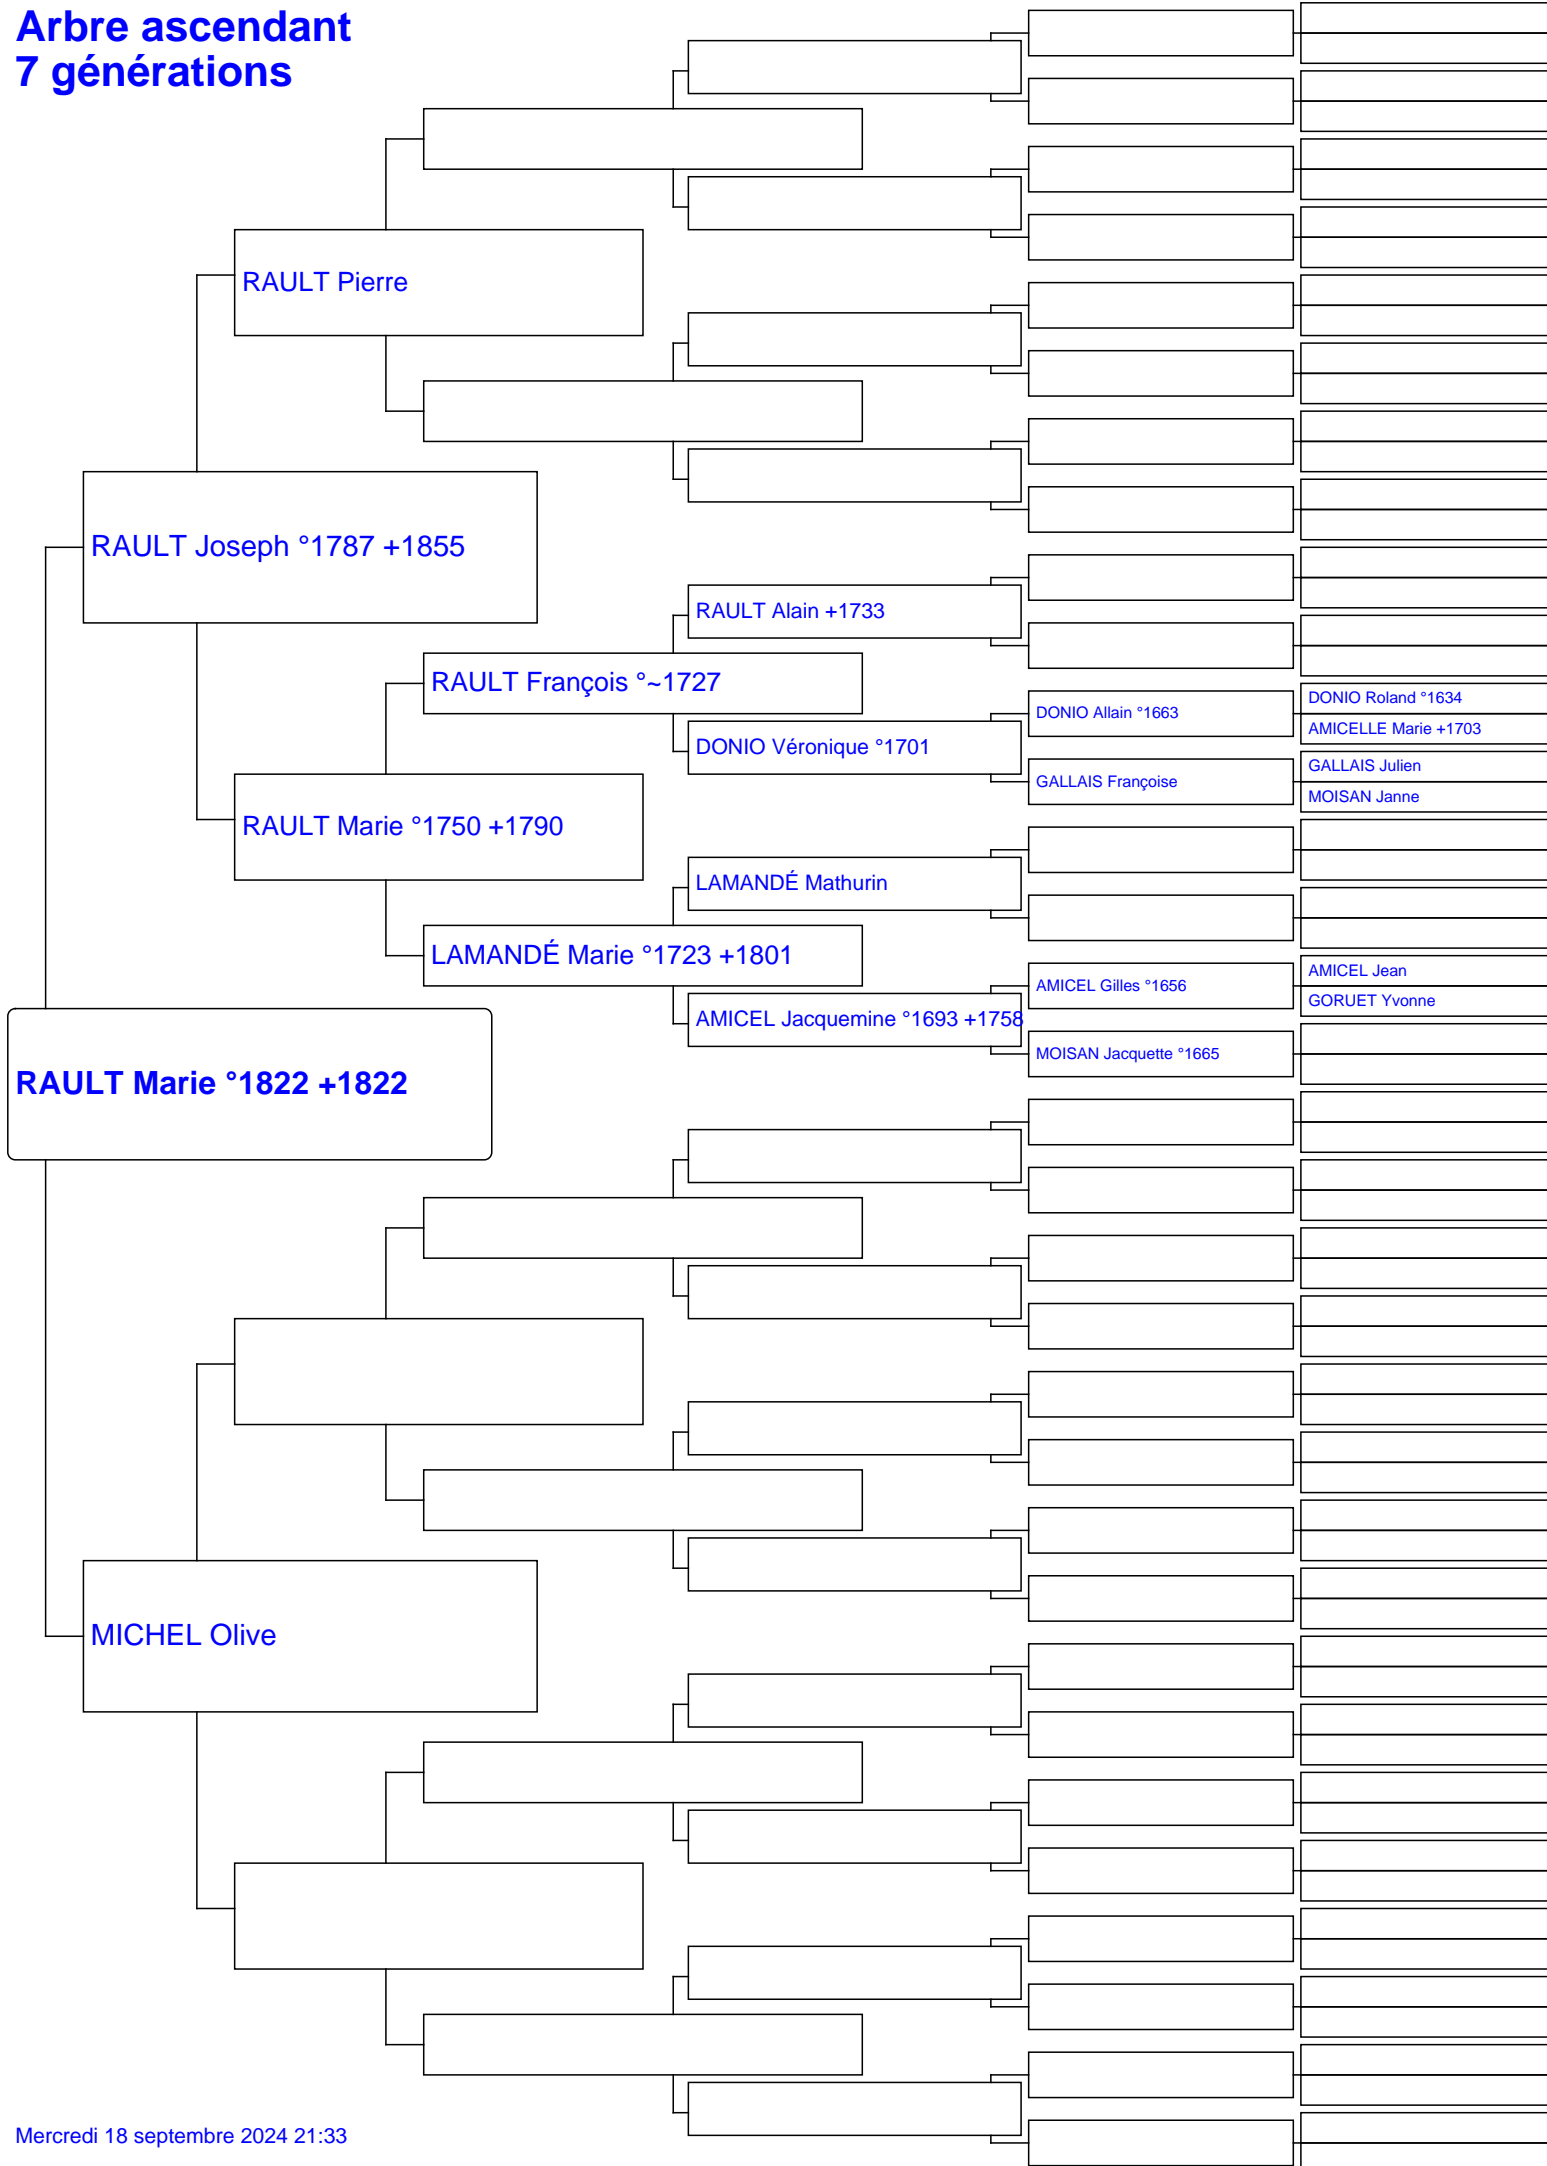 Arbre ascendant
7 générations
RAULT Pierre
RAULT Joseph °1787 +1855
RAULT Alain +1733
RAULT François °~1727
DONIO Roland °1634
DONIO Allain °1663
AMICELLE Marie +1703
DONIO Véronique °1701
GALLAIS Julien
GALLAIS Françoise
MOISAN Janne
RAULT Marie °1750 +1790
LAMANDÉ Mathurin
LAMANDÉ Marie °1723 +1801
AMICEL Jean
AMICEL Gilles °1656
GORUET Yvonne
AMICEL Jacquemine °1693 +1758
MOISAN Jacquette °1665
RAULT Marie °1822 +1822
MICHEL Olive
Mercredi 18 septembre 2024 21:33